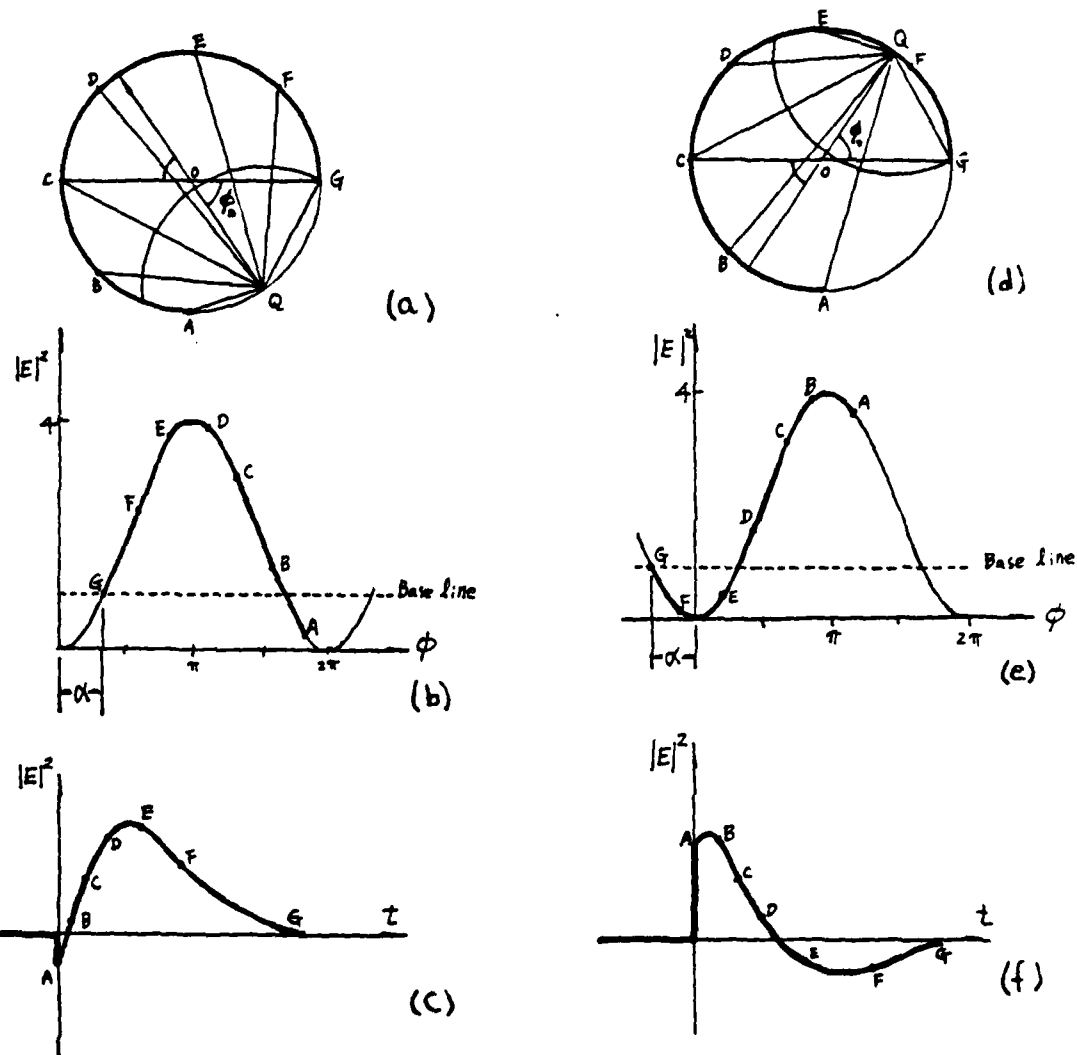 E
D
F
C
O
G
ϕ₀
B
Q
A
(a)
|E|²
4
E
D
C
F
B
G
Base line
A
π
2π
ϕ
α
(b)
|E|²
E
D
F
C
B
G
t
A
(C)
E
Q
D
F
ϕ₀
C
O
G
B
A
(d)
|E|²
4
B
A
C
D
G
Base line
F
E
π
2π
ϕ
α
(e)
|E|²
A
B
C
D
t
E
F
G
(f)